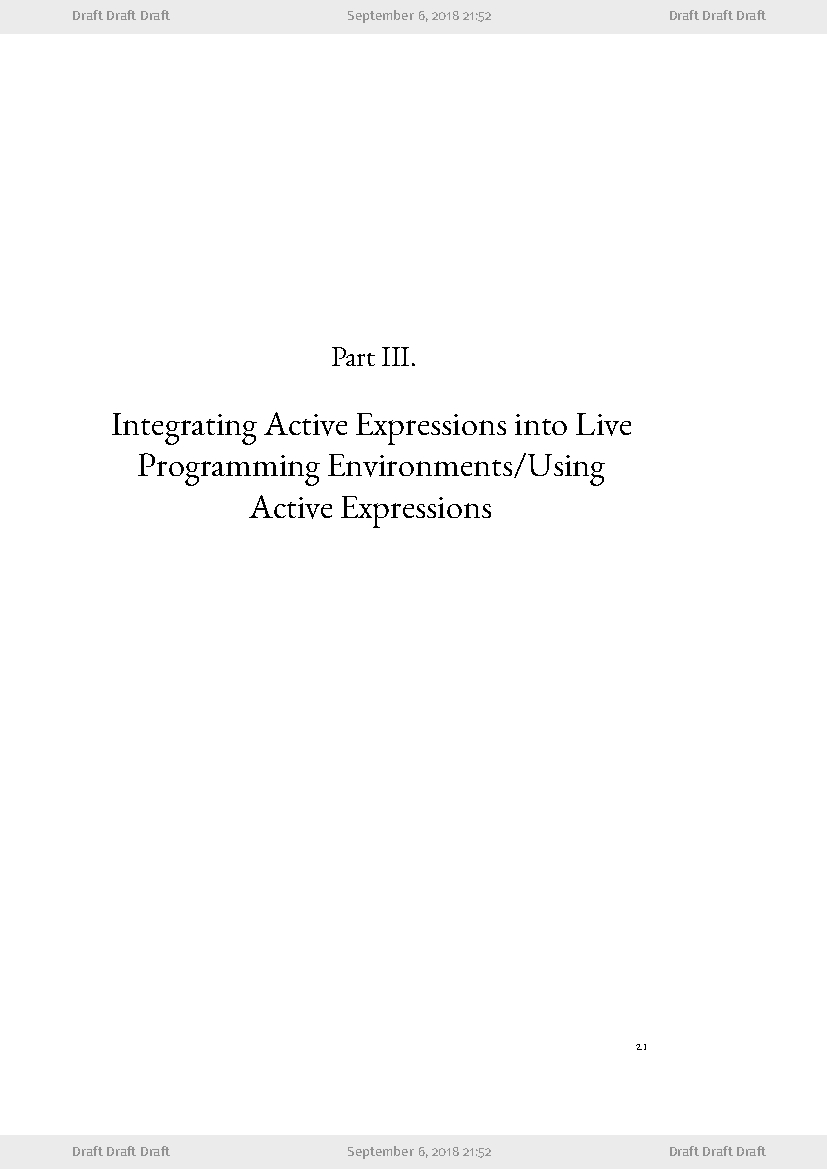 Draft Draft Draft September 6, 2018 21:52 Draft Draft Draft
Part III.
Integrating Active Expressions into Live
Programming Environments/Using
Active Expressions
21
Draft Draft Draft September 6, 2018 21:52 Draft Draft Draft